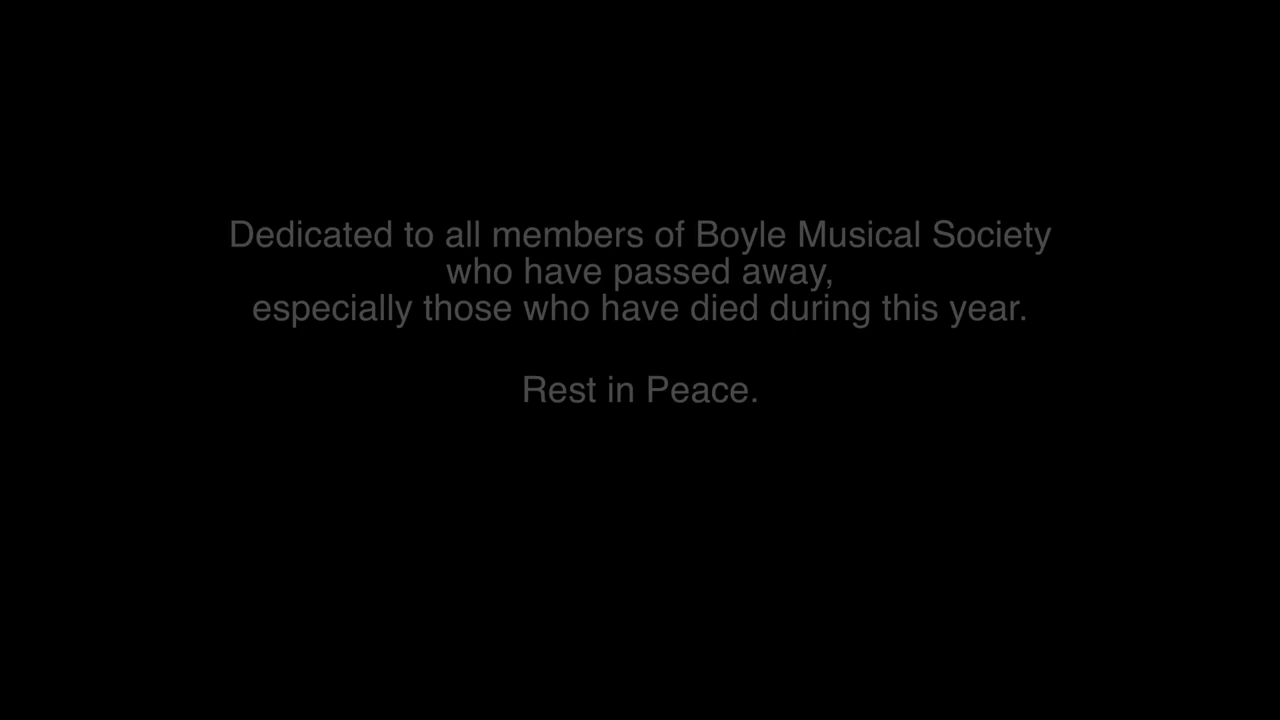 Dedicated to all members of Boyle Musical Society
who have passed away,
especially those who have died during this year.
Rest in Peace.